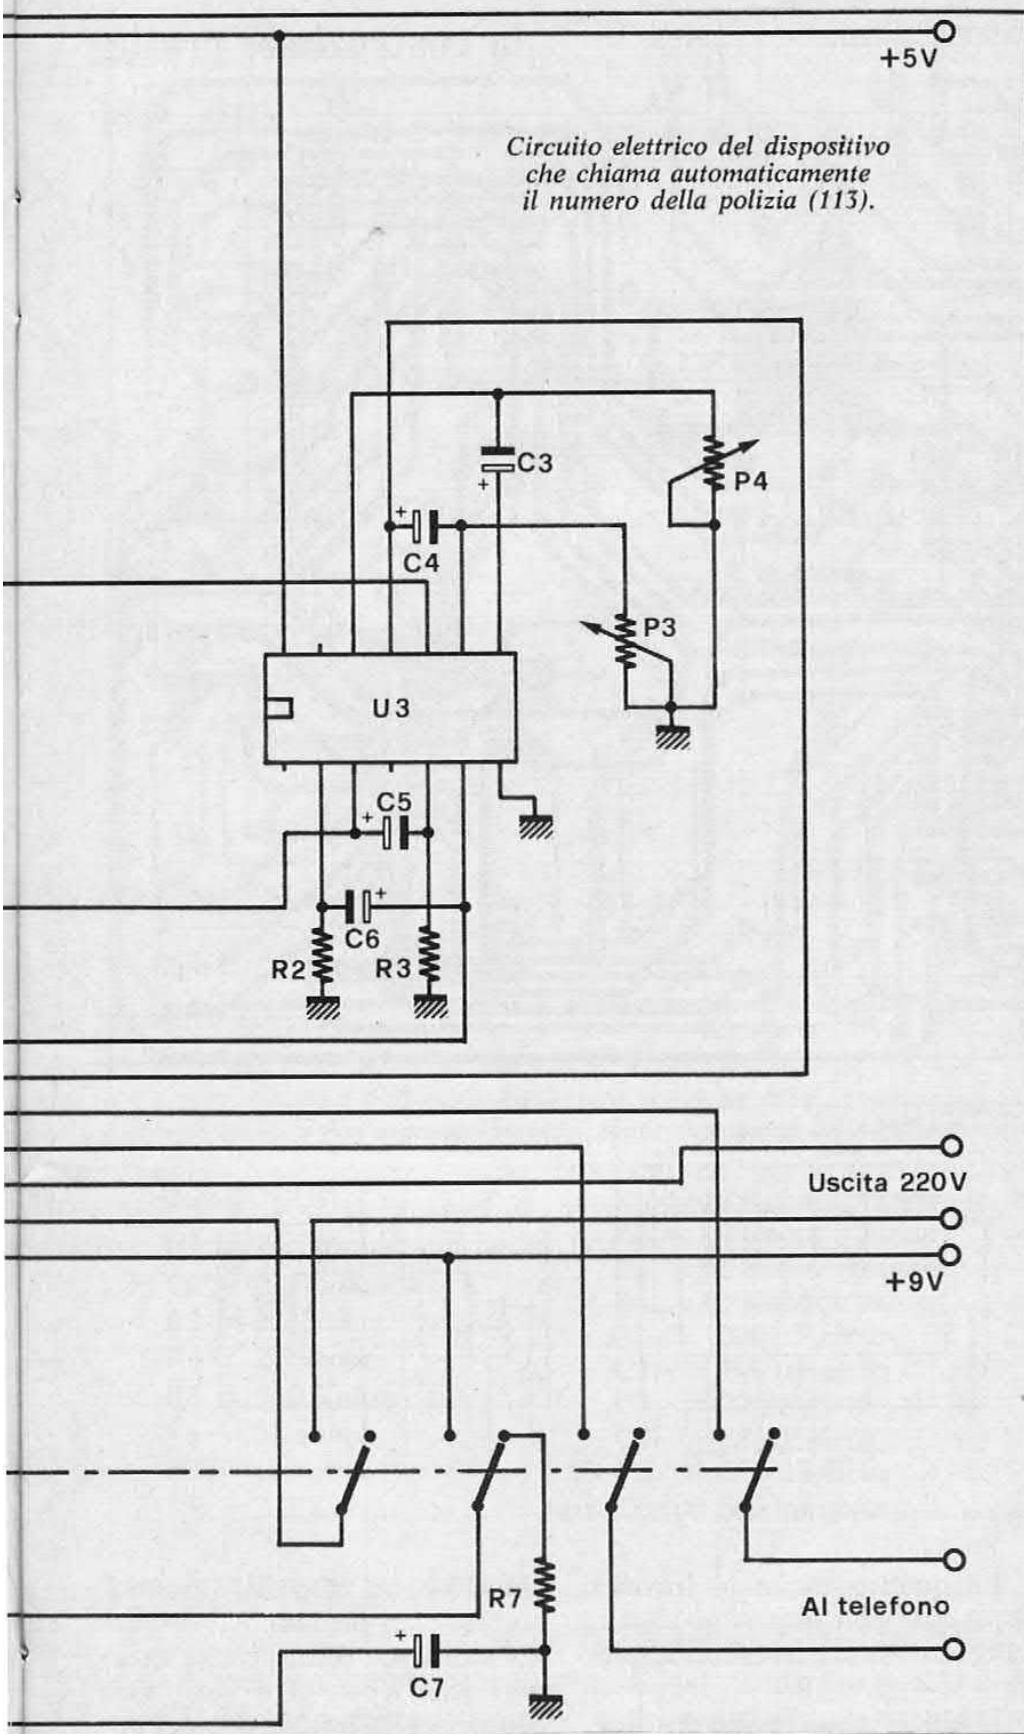 +5V
Circuito elettrico del dispositivo
che chiama automaticamente
il numero della polizia (113).
+ C3
P4
+ C4
P3
U3
+ C5
C6 +
R2
R3
Uscita 220V
+9V
R7
Al telefono
+ C7